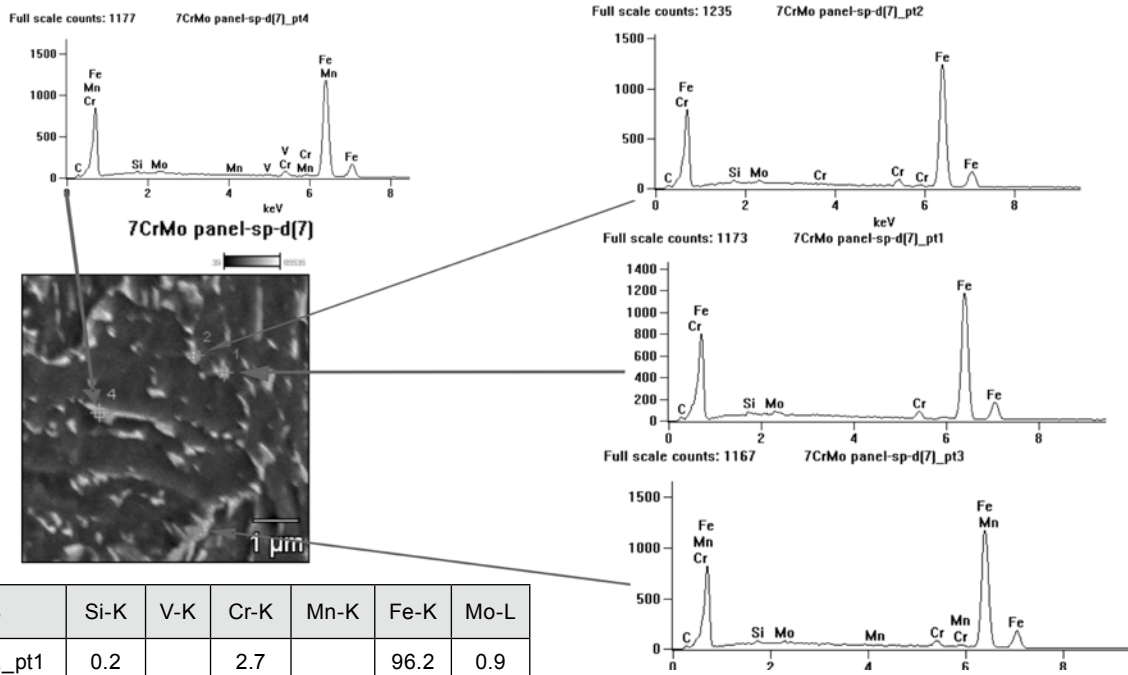 Full scale counts: 1177 7CrMo panel-sp-d(7)_pt4
1500
1000
500
0
Fe
Mn
Cr
C
Si
Mo
Mn
V
V
Cr
Cr
Mn
Fe
Mn
Fe
0 2 4 6 8
keV
7CrMo panel-sp-d(7)
2
1
4
1 μm
Full scale counts: 1235 7CrMo panel-sp-d(7)_pt2
1500
1000
500
0
Fe
Cr
C
Si
Mo
Cr
Cr
Cr
Fe
Fe
0 2 4 6 8
keV
Full scale counts: 1173 7CrMo panel-sp-d(7)_pt1
1400
1200
1000
800
600
400
200
0
Fe
Cr
C
Si
Mo
Cr
Fe
Fe
2 4 6 8
Full scale counts: 1167 7CrMo panel-sp-d(7)_pt3
1500
1000
500
0
Fe
Mn
Cr
C
Si
Mo
Mn
Cr
Mn
Cr
Fe
Mn
Fe
0 2 4 6 8
Si-K V-K Cr-K Mn-K Fe-K Mo-L
_pt1 0.2 2.7 96.2 0.9